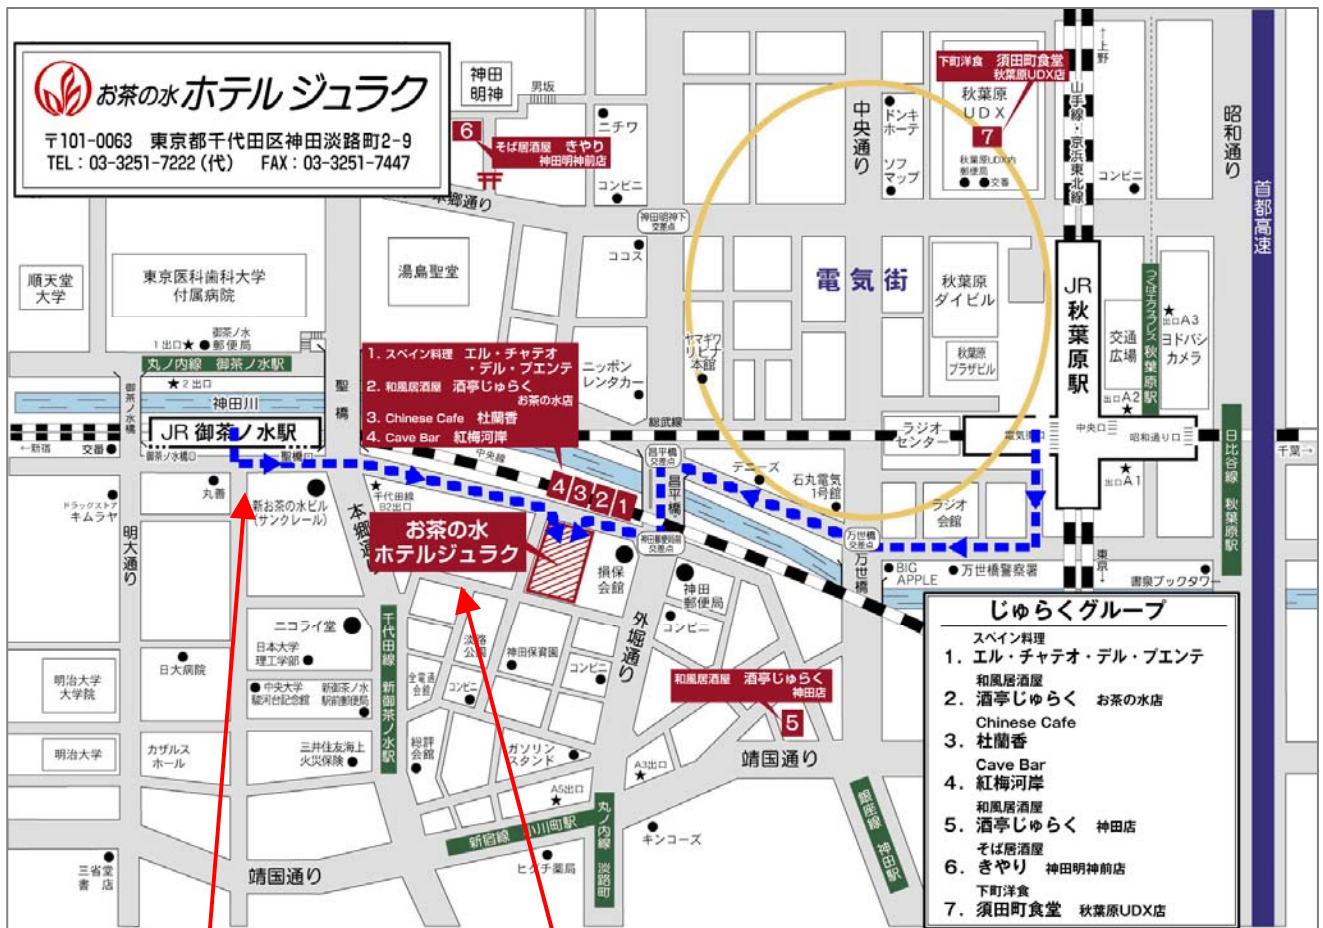 お茶の水 ホテル ジュラク
〒101-0063 東京都千代田区神田淡路町2-9
TEL : 03-3251-7222 (代) FAX : 03-3251-7447
神田
明神
男坂
6
そば居酒屋 きやり
神田明神前店
ニチワ
コンビニ
本郷通り
神田明神下
交差点
中央通り
ドンキ
ホーテ
ソフ
マップ
下町洋食 須田町食堂
秋葉原UDX店
秋葉原
UDX
7
秋葉原UDX内
郵便局
交番
↑上野
山手線・京浜東北線
コンビニ
昭和通り
首都高速
順天堂
大学
東京医科歯科大学
付属病院
湯島聖堂
ココス
電気街
秋葉原
ダイビル
秋葉原
プラザビル
JR秋葉原駅
つくばエクスプレス 秋葉原駅
交通
広場
出口A3
ヨドバシ
カメラ
出口A2
御茶ノ水
郵便局
1出口★
丸ノ内線 御茶ノ水駅
★2出口
神田川
御茶ノ水橋
聖橋
JR 御茶ノ水駅
←新宿
交番
御茶ノ水橋口
聖橋口
1. スペイン料理 エル・チャテオ
・デル・プエンテ
2. 和風居酒屋 酒亭じゅらく
お茶の水店
3. Chinese Cafe 杜蘭香
4. Cave Bar 紅梅河岸
ニッポン
レンタカー
ヤマギワ
リビナ
本館
総武線
中央線
ラジオ
センター
電気街口
中央口
昭和通り口
千葉→
日比谷線 秋葉原駅
出口A1
昌平橋
交差点
昌平橋
デニーズ
石丸電気
1号館
ラジオ
会館
ドラッグストア
キムラヤ
丸善
新お茶の水ビル
(サンクレール)
千代田線
B2出口
4 3 2 1
お茶の水
ホテルジュラク
神田郵便局前
交差点
万世橋
交差点
万世橋
BIG
APPLE
万世橋警察署
東京↓
書泉ブックタワー
明大通り
本郷通り
損保
会館
神田
郵便局
コンビニ
外堀通り
ニコライ堂
日本大学
理工学部
日大病院
中央大学
駿河台記念館
新御茶ノ水
駅前郵便局
千代田線 新御茶ノ水駅
淡路
公園
神田保育園
全電通
会館
コンビニ
コンビニ
明治大学
大学院
明治大学
カザルス
ホール
三井住友海上
火災保険
総評
会館
ガソリン
スタンド
A3出口
A5出口
和風居酒屋 酒亭じゅらく
神田店
5
靖国通り
新宿線 小川町駅
丸ノ内線 淡路町
銀座線 神田駅
キンコーズ
ヒグチ薬局
三省堂
書店
靖国通り
じゅらくグループ
スペイン料理
1. エル・チャテオ・デル・プエンテ
和風居酒屋
2. 酒亭じゅらく お茶の水店
Chinese Cafe
3. 杜蘭香
Cave Bar
4. 紅梅河岸
和風居酒屋
5. 酒亭じゅらく 神田店
そば居酒屋
6. きやり 神田明神前店
下町洋食
7. 須田町食堂 秋葉原UDX店